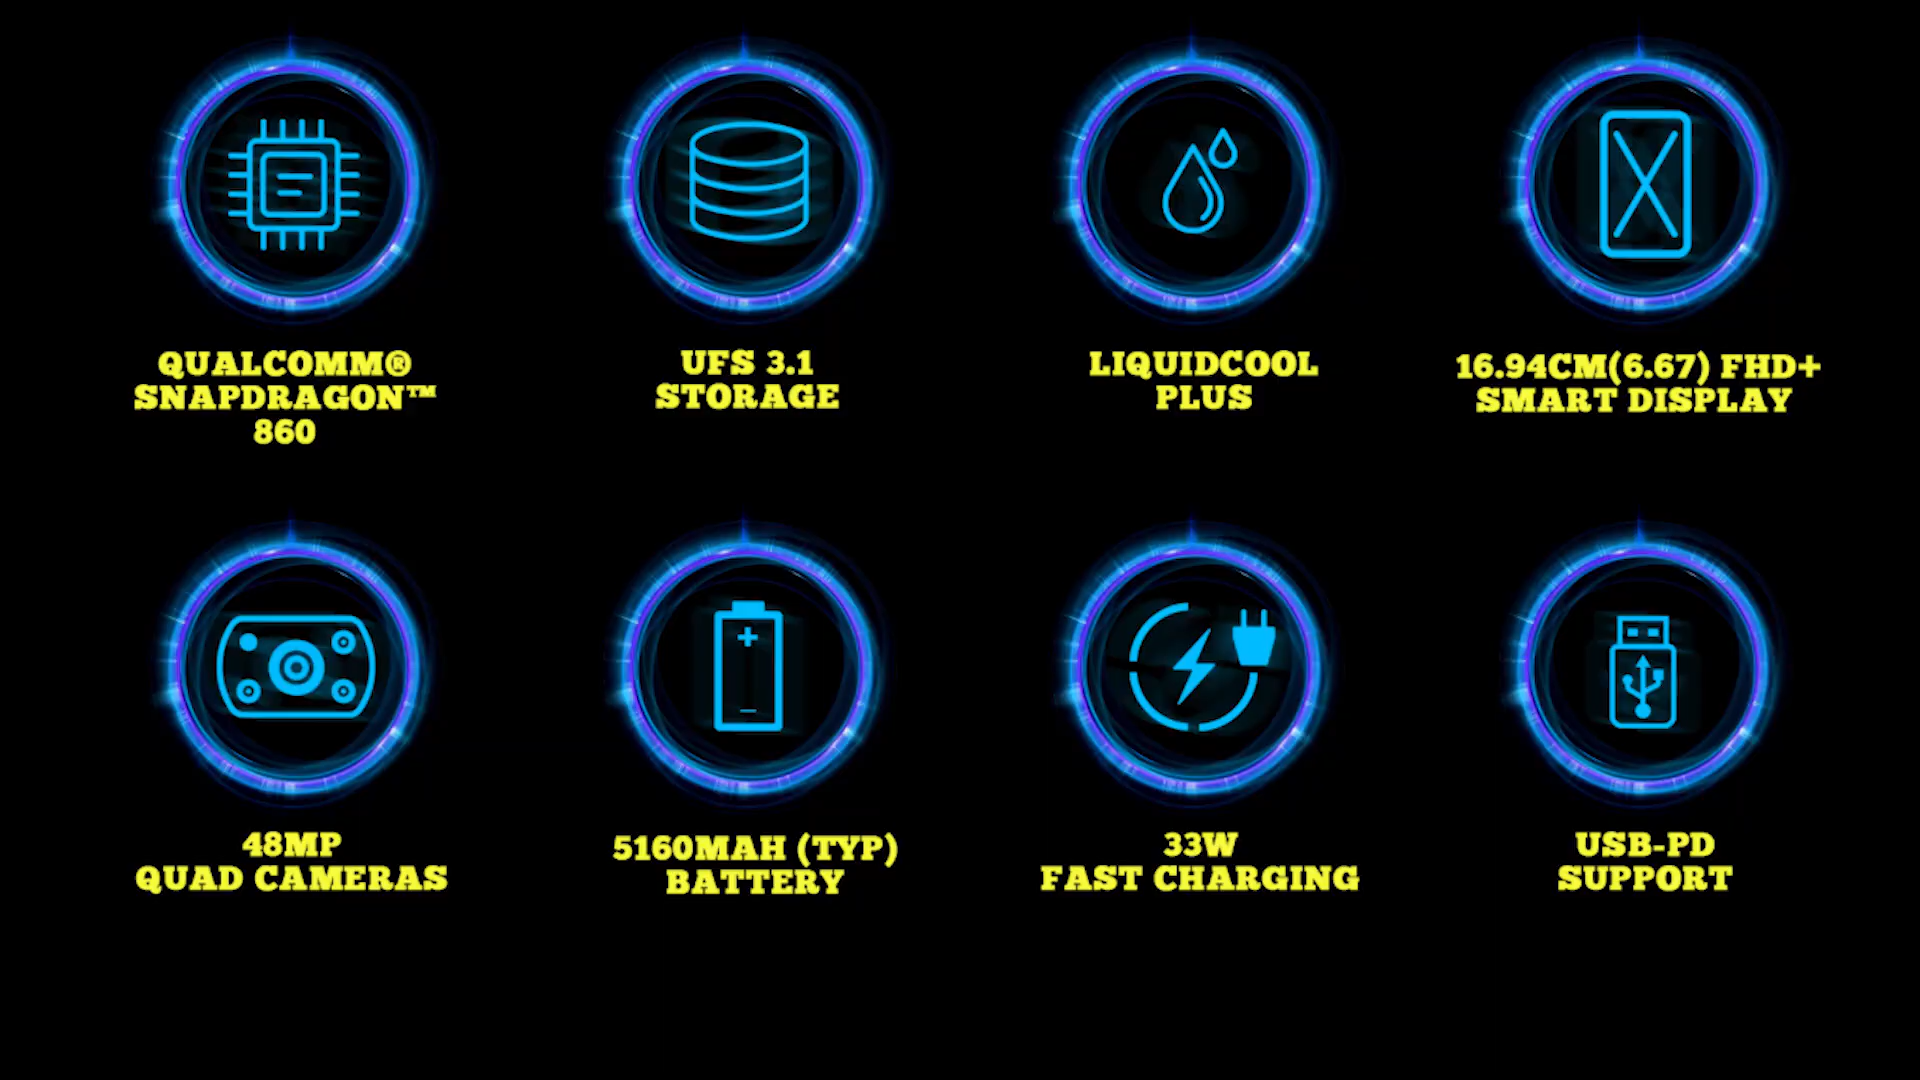 QUALCOMM®
SNAPDRAGON™
860
UFS 3.1
STORAGE
LIQUIDCOOL
PLUS
16.94CM(6.67) FHD+
SMART DISPLAY
48MP
QUAD CAMERAS
5160MAH (TYP)
BATTERY
33W
FAST CHARGING
USB-PD
SUPPORT